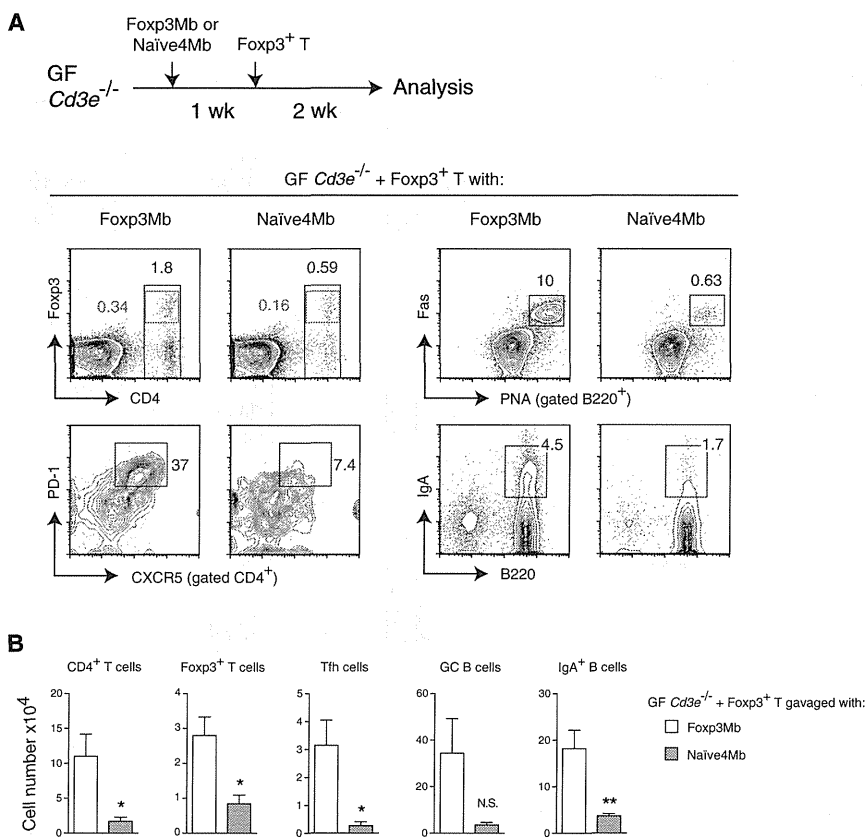 A
Foxp3Mb or
Naïve4Mb
Foxp3+ T
GF
Cd3e-/-
Analysis
1 wk
2 wk
GF Cd3e-/- + Foxp3+ T with:
Foxp3Mb
Naïve4Mb
Foxp3Mb
Naïve4Mb
1.8
0.34
0.59
0.16
Foxp3
CD4
10
0.63
Fas
PNA (gated B220+)
37
7.4
PD-1
CXCR5 (gated CD4+)
4.5
1.7
IgA
B220
B
Cell number x104
CD4+ T cells
20
15
10
5
0
*
Foxp3+ T cells
4
3
2
1
0
*
Tfh cells
5
4
3
2
1
0
*
GC B cells
60
40
20
0
N.S.
IgA+ B cells
30
20
10
0
**
GF Cd3e-/- + Foxp3+ T gavaged with:
Foxp3Mb
Naïve4Mb